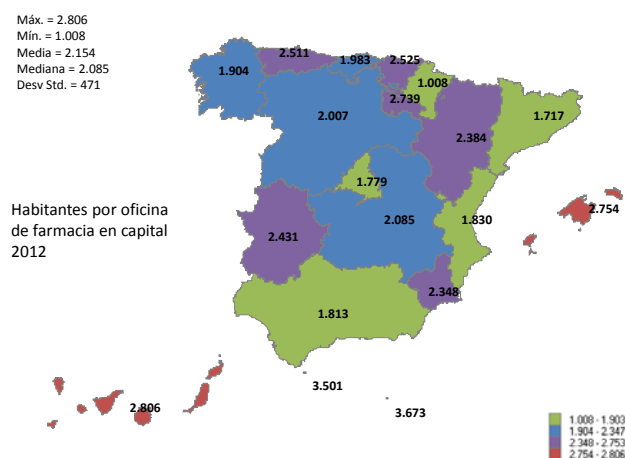 Máx. = 2.806
Mín. = 1.008
Media = 2.154
Mediana = 2.085
Desv Std. = 471
2.511
1.983
2.525
1.904
1.008
2.739
2.007
1.717
2.384
1.779
Habitantes por oficina
de farmacia en capital
2012
2.754
1.830
2.085
2.431
2.348
1.813
3.501
2.806
3.673
1.008 - 1.903
1.904 - 2.347
2.348 - 2.753
2.754 - 2.806